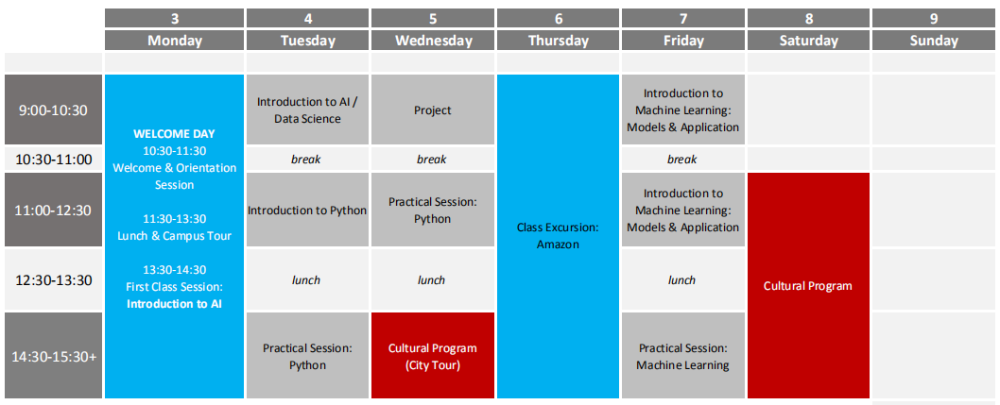 3 4 5 6 7 8 9
Monday Tuesday Wednesday Thursday Friday Saturday Sunday
9:00-10:30
10:30-11:00
11:00-12:30
12:30-13:30
14:30-15:30+
WELCOME DAY
10:30-11:30
Welcome & Orientation
Session
11:30-13:30
Lunch & Campus Tour
13:30-14:30
First Class Session:
Introduction to AI
Introduction to AI /
Data Science
break
Introduction to Python
lunch
Practical Session:
Python
Project
break
Practical Session:
Python
lunch
Cultural Program
(City Tour)
Class Excursion:
Amazon
Introduction to
Machine Learning:
Models & Application
break
Introduction to
Machine Learning:
Models & Application
lunch
Practical Session:
Machine Learning
Cultural Program